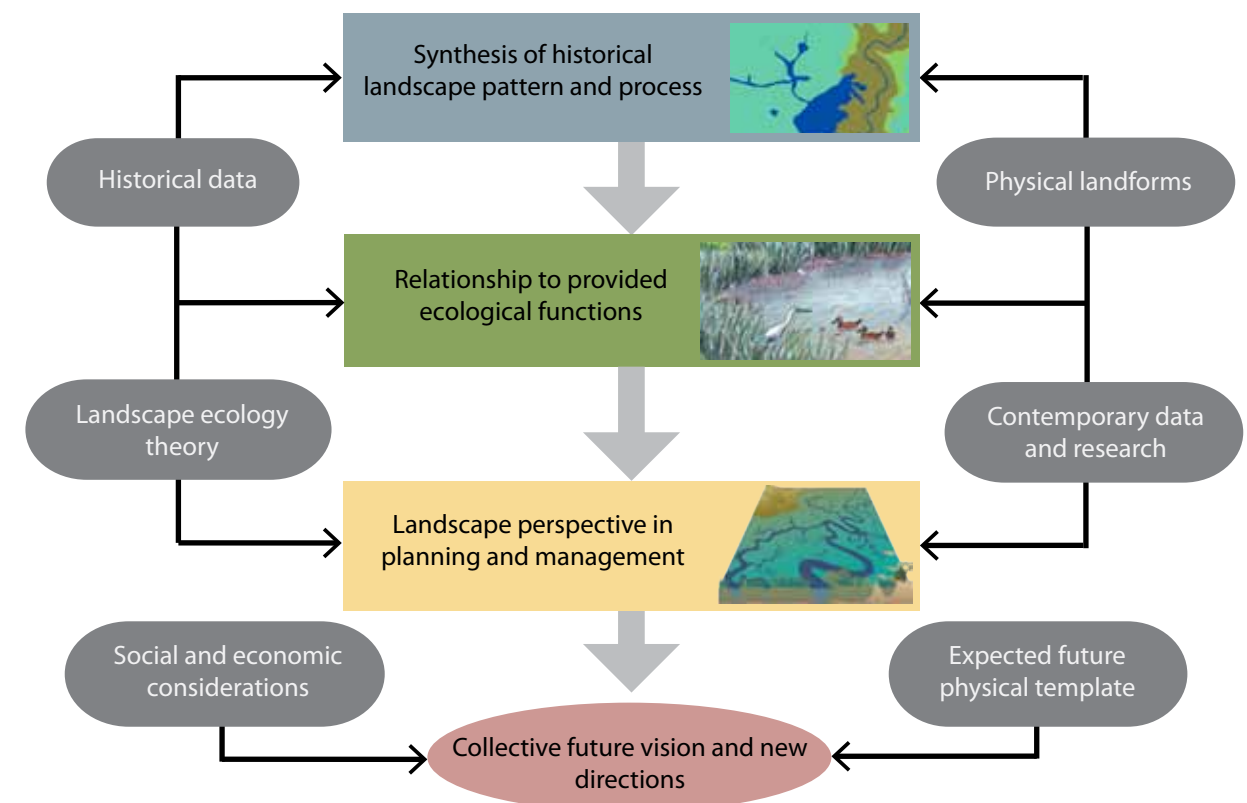 Synthesis of historical
landscape pattern and process
Historical data
Physical landforms
Relationship to provided
ecological functions
Landscape ecology
theory
Contemporary data
and research
Landscape perspective in
planning and management
Social and economic
considerations
Expected future
physical template
Collective future vision and new
directions